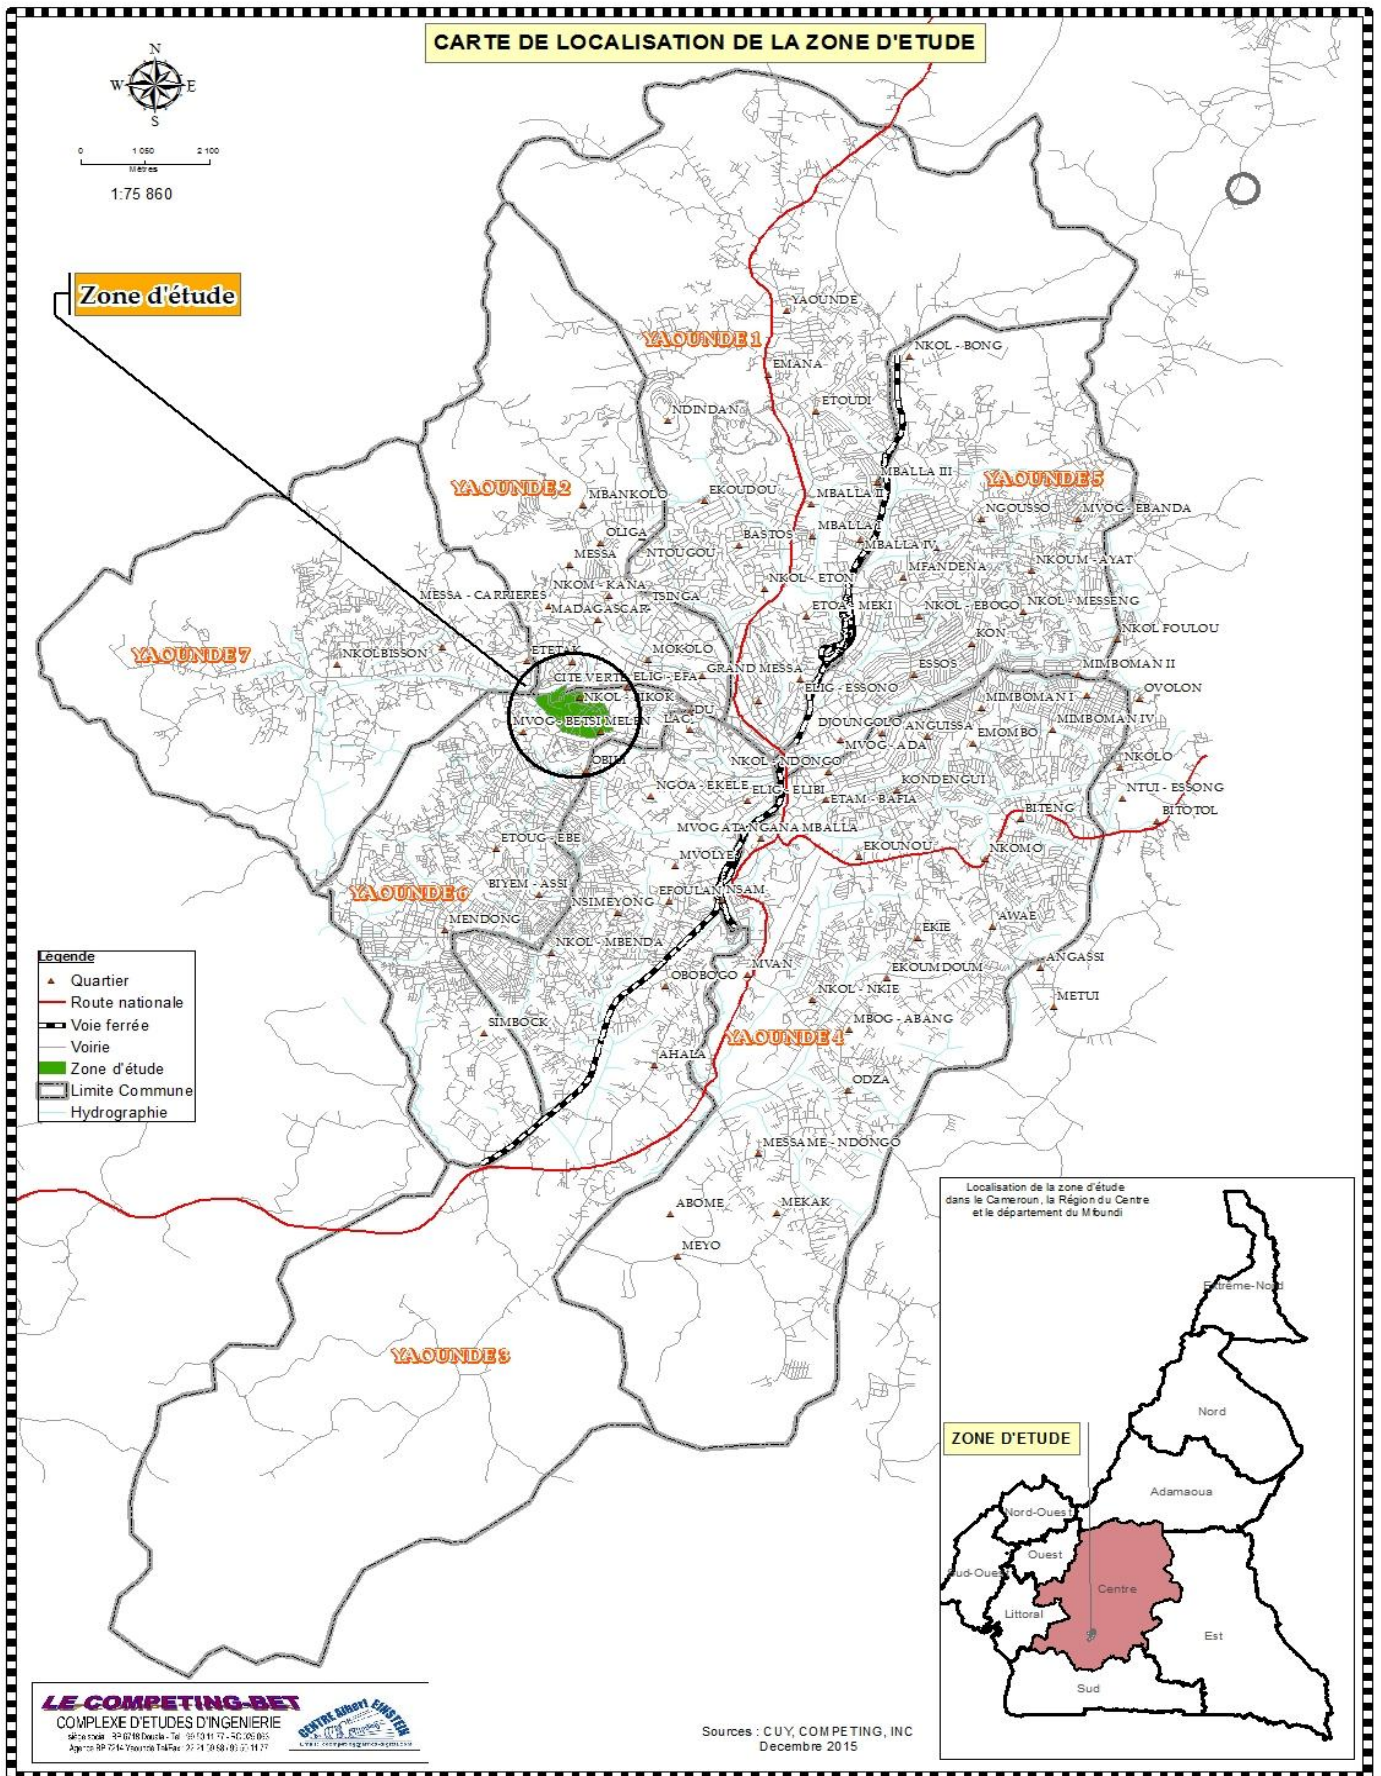 CARTE DE LOCALISATION DE LA ZONE D'ETUDE
N
W E
S
0 1 050 2 100
Mètres
1:75 860
Zone d'étude
YAOUNDE
YAOUNDE 1
NKOL - BONG
EMANA
ETOUDI
NDINDAN
MBALLA III
YAOUNDE 2
YAOUNDE 5
MBANKOLO
EKOUDOU
MBALLA II
NGOUSSO
MVOG - EBANDA
OLIGA
BASTOS
MBALLA I
MBALLA IV
MESSA
NTOUGOU
NKOUM - AYAT
MFANDENA
NKOM - KANA
NKOL - ETON
MESSA - CARRIERES
TSINGA
MADAGASCAR
ETOA - MEKI
NKOL - EBOGO
NKOL - MESSENG
NKOL FOULOU
KON
YAOUNDE 7
NKOLBISSON
ETETAK
MOKOLO
GRAND MESSA
ESSOS
MIMBOMAN II
CITE VERTE
ELIG - EFA
ELIG - ESSONO
OVOLON
NKOL - BIKOK
MIMBOMAN I
DU
LAC
MVOG - BETSI
MELEN
DJOUNGOLO
ANGUISSA
MIMBOMAN IV
EMOMBO
MVOG - ADA
OBILI
NKOL - NDONGO
NKOLO
KONDENGUI
NGOA - EKELE
ELIG - ELIBI
NTUI - ESSONG
ETAM - BAFIA
BITENG
BITOTOL
MVOG ATANGANA MBALLA
ETOUG - EBE
EKOUNOU
NKOMO
MVOLYE
BIYEM - ASSI
EFOULAN
NSAM
YAOUNDE 6
NSIMEYONG
MENDONG
AWAE
EKIE
NKOL - MBENDA
ANGASSI
OBOBOGO
MVAN
EKOUMDOUM
NKOL - NKIE
METUI
SIMBOCK
MBOG - ABANG
YAOUNDE 4
AHALA
ODZA
MESSAME - NDONGO
ABOME
MEKAK
MEYO
YAOUNDE 3
Légende
Quartier
Route nationale
Voie ferrée
Voirie
Zone d'étude
Limite Commune
Hydrographie
Localisation de la zone d'étude
dans le Cameroun, la Région du Centre
et le département du Mfoundi
Extrême-Nord
Nord
ZONE D'ETUDE
Adamaoua
Nord-Ouest
Ouest
Sud-Ouest
Centre
Littoral
Est
Sud
LE COMPETING-BET
COMPLEXE D'ETUDES D'INGENIERIE
CENTRE Albert EINSTEIN
Sources : CUY, COMPETING, INC
Decembre 2015